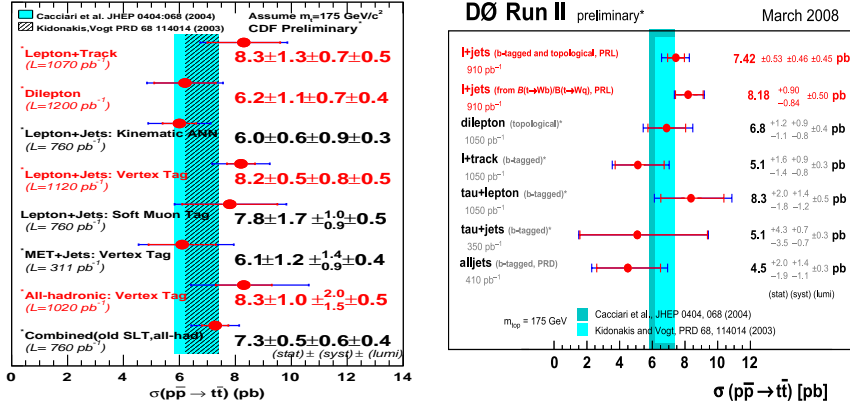 Cacciari et al. JHEP 0404:068 (2004)
Kidonakis,Vogt PRD 68 114014 (2003)
Assume mt=175 GeV/c²
CDF Preliminary*
*Lepton+Track
(L=1070 pb⁻¹)
8.3±1.3±0.7±0.5
*Dilepton
(L=1200 pb⁻¹)
6.2±1.1±0.7±0.4
*Lepton+Jets: Kinematic ANN
(L= 760 pb⁻¹)
6.0±0.6±0.9±0.3
*Lepton+Jets: Vertex Tag
(L=1120 pb⁻¹)
8.2±0.5±0.8±0.5
Lepton+Jets: Soft Muon Tag
(L= 760 pb⁻¹)
7.8±1.7 ±1.0 0.9 ±0.5
*MET+Jets: Vertex Tag
(L= 311 pb⁻¹)
6.1±1.2 ±1.4 0.9 ±0.4
*All-hadronic: Vertex Tag
(L=1020 pb⁻¹)
8.3±1.0 ±2.0 1.5 ±0.5
*Combined(old SLT,all-had)
(L= 760 pb⁻¹)
7.3±0.5±0.6±0.4
(stat) ± (syst) ± (lumi)
0 2 4 6 8 10 12 14
σ(pp̅ → tt̅) (pb)
DØ Run II preliminary* March 2008
l+jets (b-tagged and topological, PRL) 7.42 ±0.53 ±0.46 ±0.45 pb
910 pb⁻¹
l+jets (from B(t→Wb)/B(t→Wq), PRL) 8.18 +0.90 −0.84 ±0.50 pb
910 pb⁻¹
dilepton (topological)* 6.8 +1.2 −1.1 +0.9 −0.8 ±0.4 pb
1050 pb⁻¹
l+track (b-tagged)* 5.1 +1.6 −1.4 +0.9 −0.8 ±0.3 pb
1050 pb⁻¹
tau+lepton (b-tagged)* 8.3 +2.0 −1.8 +1.4 −1.2 ±0.5 pb
1050 pb⁻¹
tau+jets (b-tagged)* 5.1 +4.3 −3.5 +0.7 −0.7 ±0.3 pb
350 pb⁻¹
alljets (b-tagged, PRD) 4.5 +2.0 −1.9 +1.4 −1.1 ±0.3 pb
410 pb⁻¹
(stat) (syst) (lumi)
m top = 175 GeV
Cacciari et al., JHEP 0404, 068 (2004)
Kidonakis and Vogt, PRD 68, 114014 (2003)
0 2 4 6 8 10 12
σ (pp̅ → tt̅) [pb]